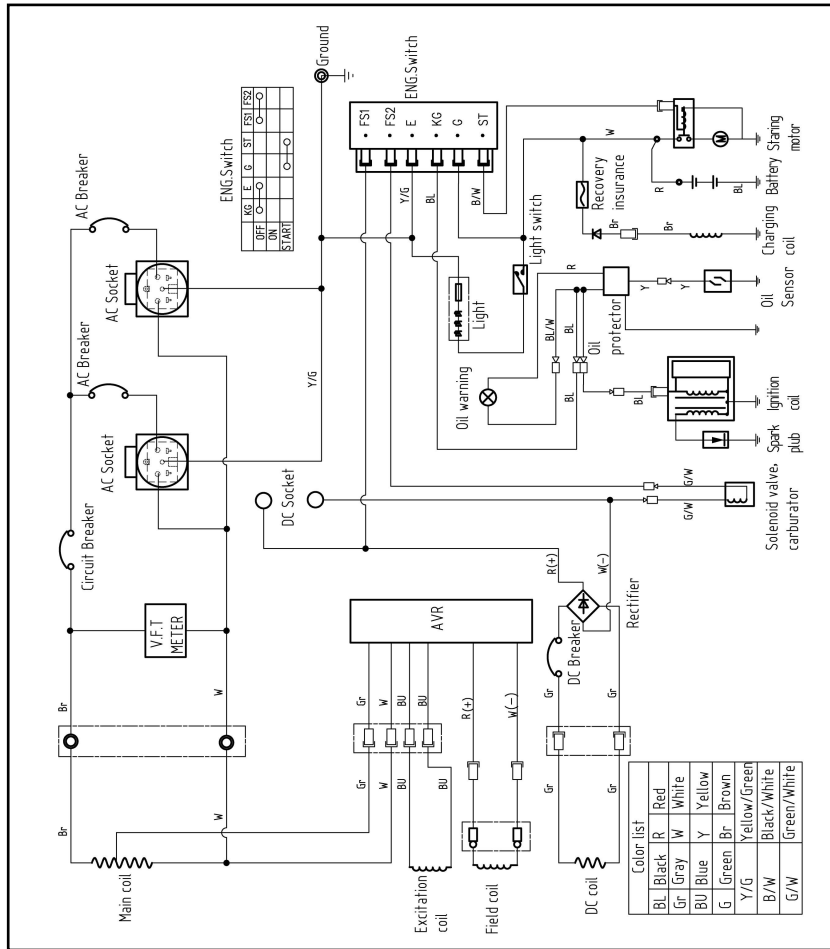 Ground
ENG.Switch
KG E G ST FS1 FS2
OFF
ON
START
ENG.Switch
FS1
FS2
E
KG
G
ST
AC Breaker
AC Socket
AC Breaker
AC Socket
Circuit Breaker
V.F.T
METER
Br
W
Br
W
Main coil
Y/G
Y/G
BL
B/W
W
R
BL
Staring
motor
Battery
Recovery
insurance
Br
Br
Charging
coil
Light switch
Light
R
BL/W
BL
BL
Y
Y
Oil
Sensor
Oil
protector
Oil warning
BL
Ignition
coil
Spark
plub
DC Socket
G/W
G/W
Solenoid valve,
carburator
R(+)
W(-)
Rectifier
DC Breaker
AVR
Gr
W
BU
BU
R(+)
W(-)
Gr
W
BU
BU
Excitation
coil
Field coil
Gr
Gr
Gr
Gr
DC coil
Color list
BL Black R Red
Gr Gray W White
BU Blue Y Yellow
G Green Br Brown
Y/G Yellow/Green
B/W Black/White
G/W Green/White